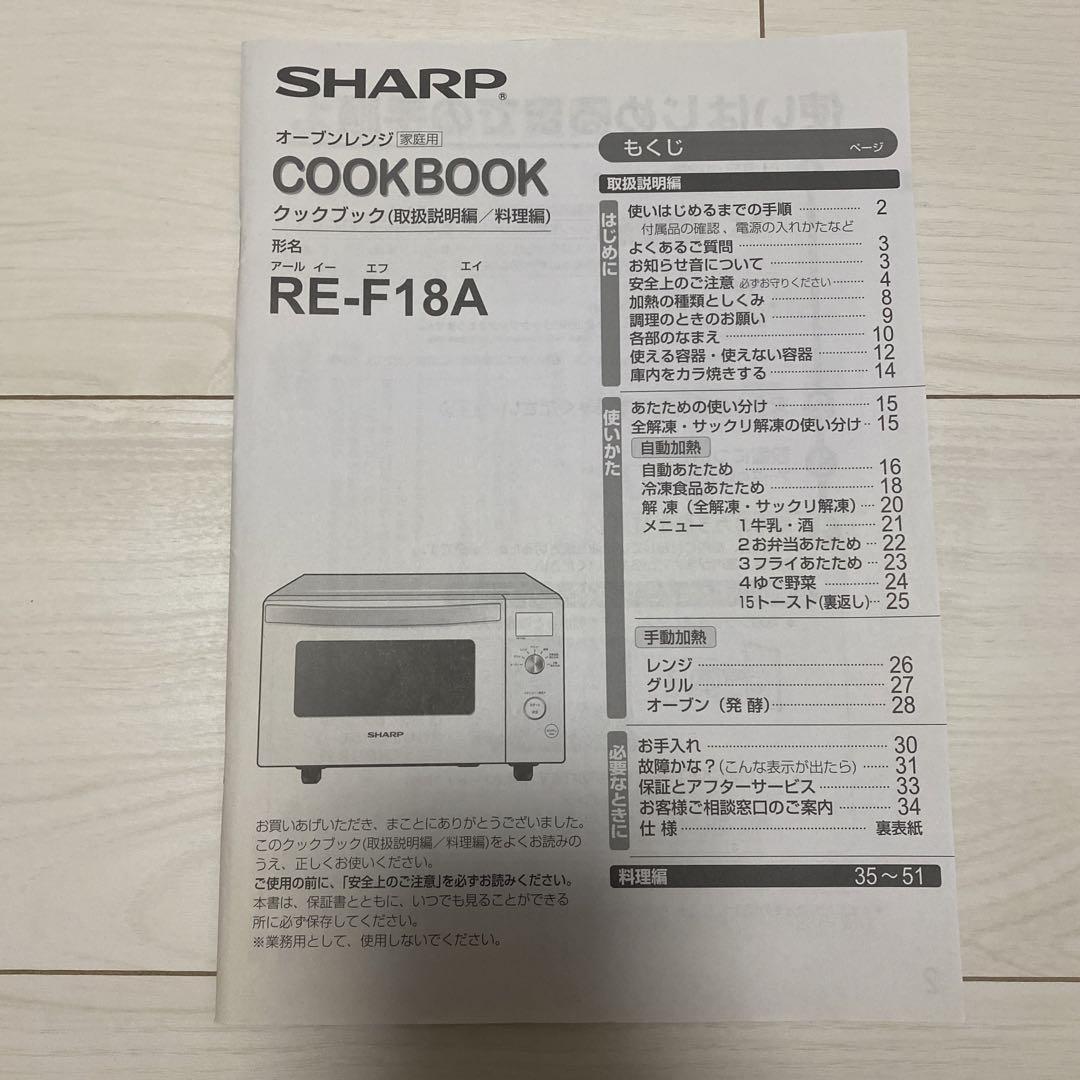 SHARP®
オーブンレンジ 家庭用
COOKBOOK
クックブック(取扱説明編/料理編)
形名
アール イー エフ エイ
RE-F18A
SHARP
お買いあげいただき、まことにありがとうございました。
このクックブック(取扱説明編/料理編)をよくお読みの
うえ、正しくお使いください。
ご使用の前に、「安全上のご注意」を必ずお読みください。
本書は、保証書とともに、いつでも見ることができる
所に必ず保存してください。
※業務用として、使用しないでください。
もくじ ページ
取扱説明編
はじめに
使いはじめるまでの手順 ……………… 2
付属品の確認、電源の入れかたなど
よくあるご質問 ……………… 3
お知らせ音について ……………… 3
安全上のご注意 必ずお守りください ……… 4
加熱の種類としくみ ……………… 8
調理のときのお願い ……………… 9
各部のなまえ ……………… 10
使える容器・使えない容器 ……………… 12
庫内をカラ焼きする ……………… 14
使いかた
あたための使い分け ……………… 15
全解凍・サックリ解凍の使い分け ‥ 15
自動加熱
自動あたため ……………… 16
冷凍食品あたため ……………… 18
解 凍(全解凍・サックリ解凍) …… 20
メニュー 1牛乳・酒 ……………… 21
2お弁当あたため … 22
3フライあたため … 23
4ゆで野菜 ……………… 24
15トースト(裏返し) ‥ 25
手動加熱
レンジ ……………… 26
グリル ……………… 27
オーブン(発 酵) ……………… 28
必要なときに
お手入れ ……………… 30
故障かな?(こんな表示が出たら) …… 31
保証とアフターサービス ……………… 33
お客様ご相談窓口のご案内 ……………… 34
仕 様 ……………… 裏表紙
料理編 35~51